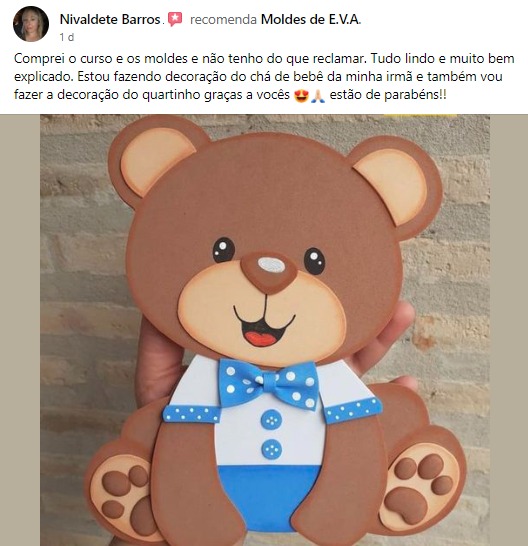 Nivaldete Barros. recomenda Moldes de E.V.A.
1 d
Comprei o curso e os moldes e não tenho do que reclamar. Tudo lindo e muito bem
explicado. Estou fazendo decoração do chá de bebê da minha irmã e também vou
fazer a decoração do quartinho graças a vocês 😍🙏🏼 estão de parabéns!!